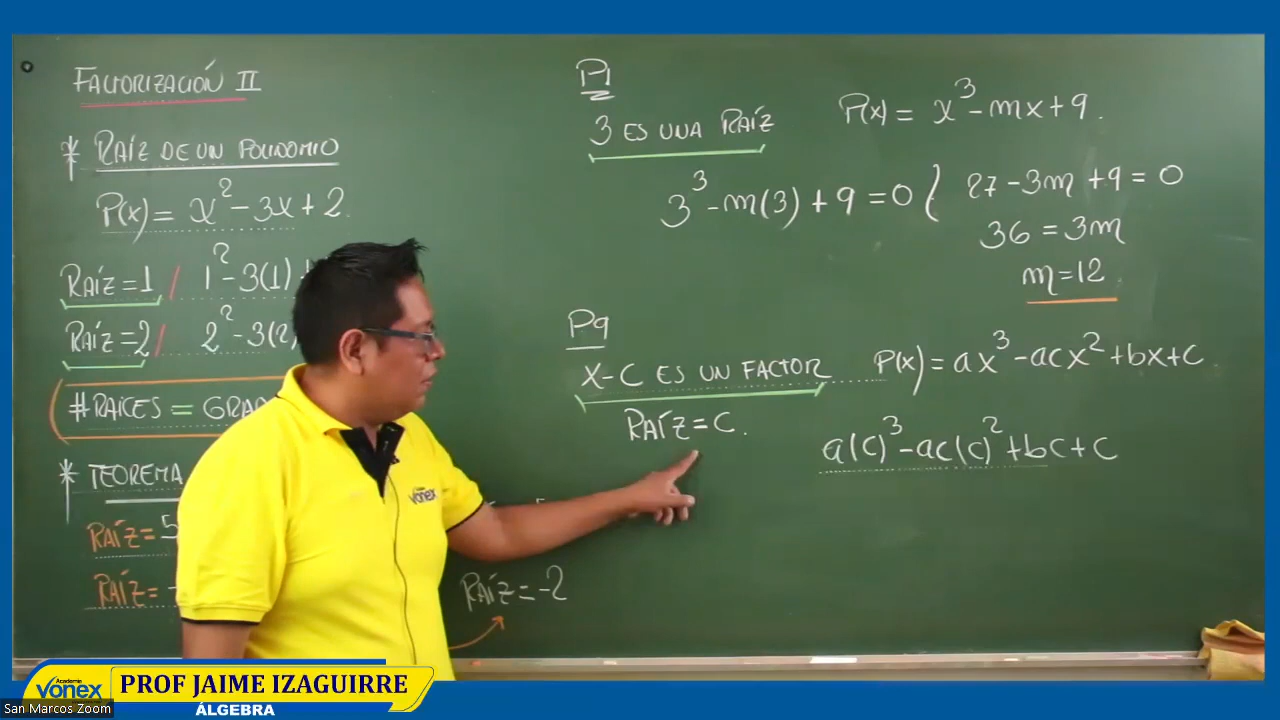 FACTORIZACIÓN II
* RAÍZ DE UN POLINOMIO
P(x) = x² - 3x + 2.
RAÍZ = 1 / 1² - 3(1)
RAÍZ = 2 / 2² - 3(2)
#RAICES = GRA
* TEOREMA
RAÍZ = 5
RAÍZ = -
RAÍZ = -2
P1
3 ES UNA RAÍZ
P(x) = x³ - mx + 9.
3³ - m(3) + 9 = 0 { 27 - 3m + 9 = 0
36 = 3m
m = 12
P9
X-C ES UN FACTOR P(x) = ax³ - acx² + bx + c.
RAÍZ = C.
a(c)³ - ac(c)² + bc + c
Vonex
Academia
Vonex
PROF JAIME IZAGUIRRE
ÁLGEBRA
San Marcos Zoom